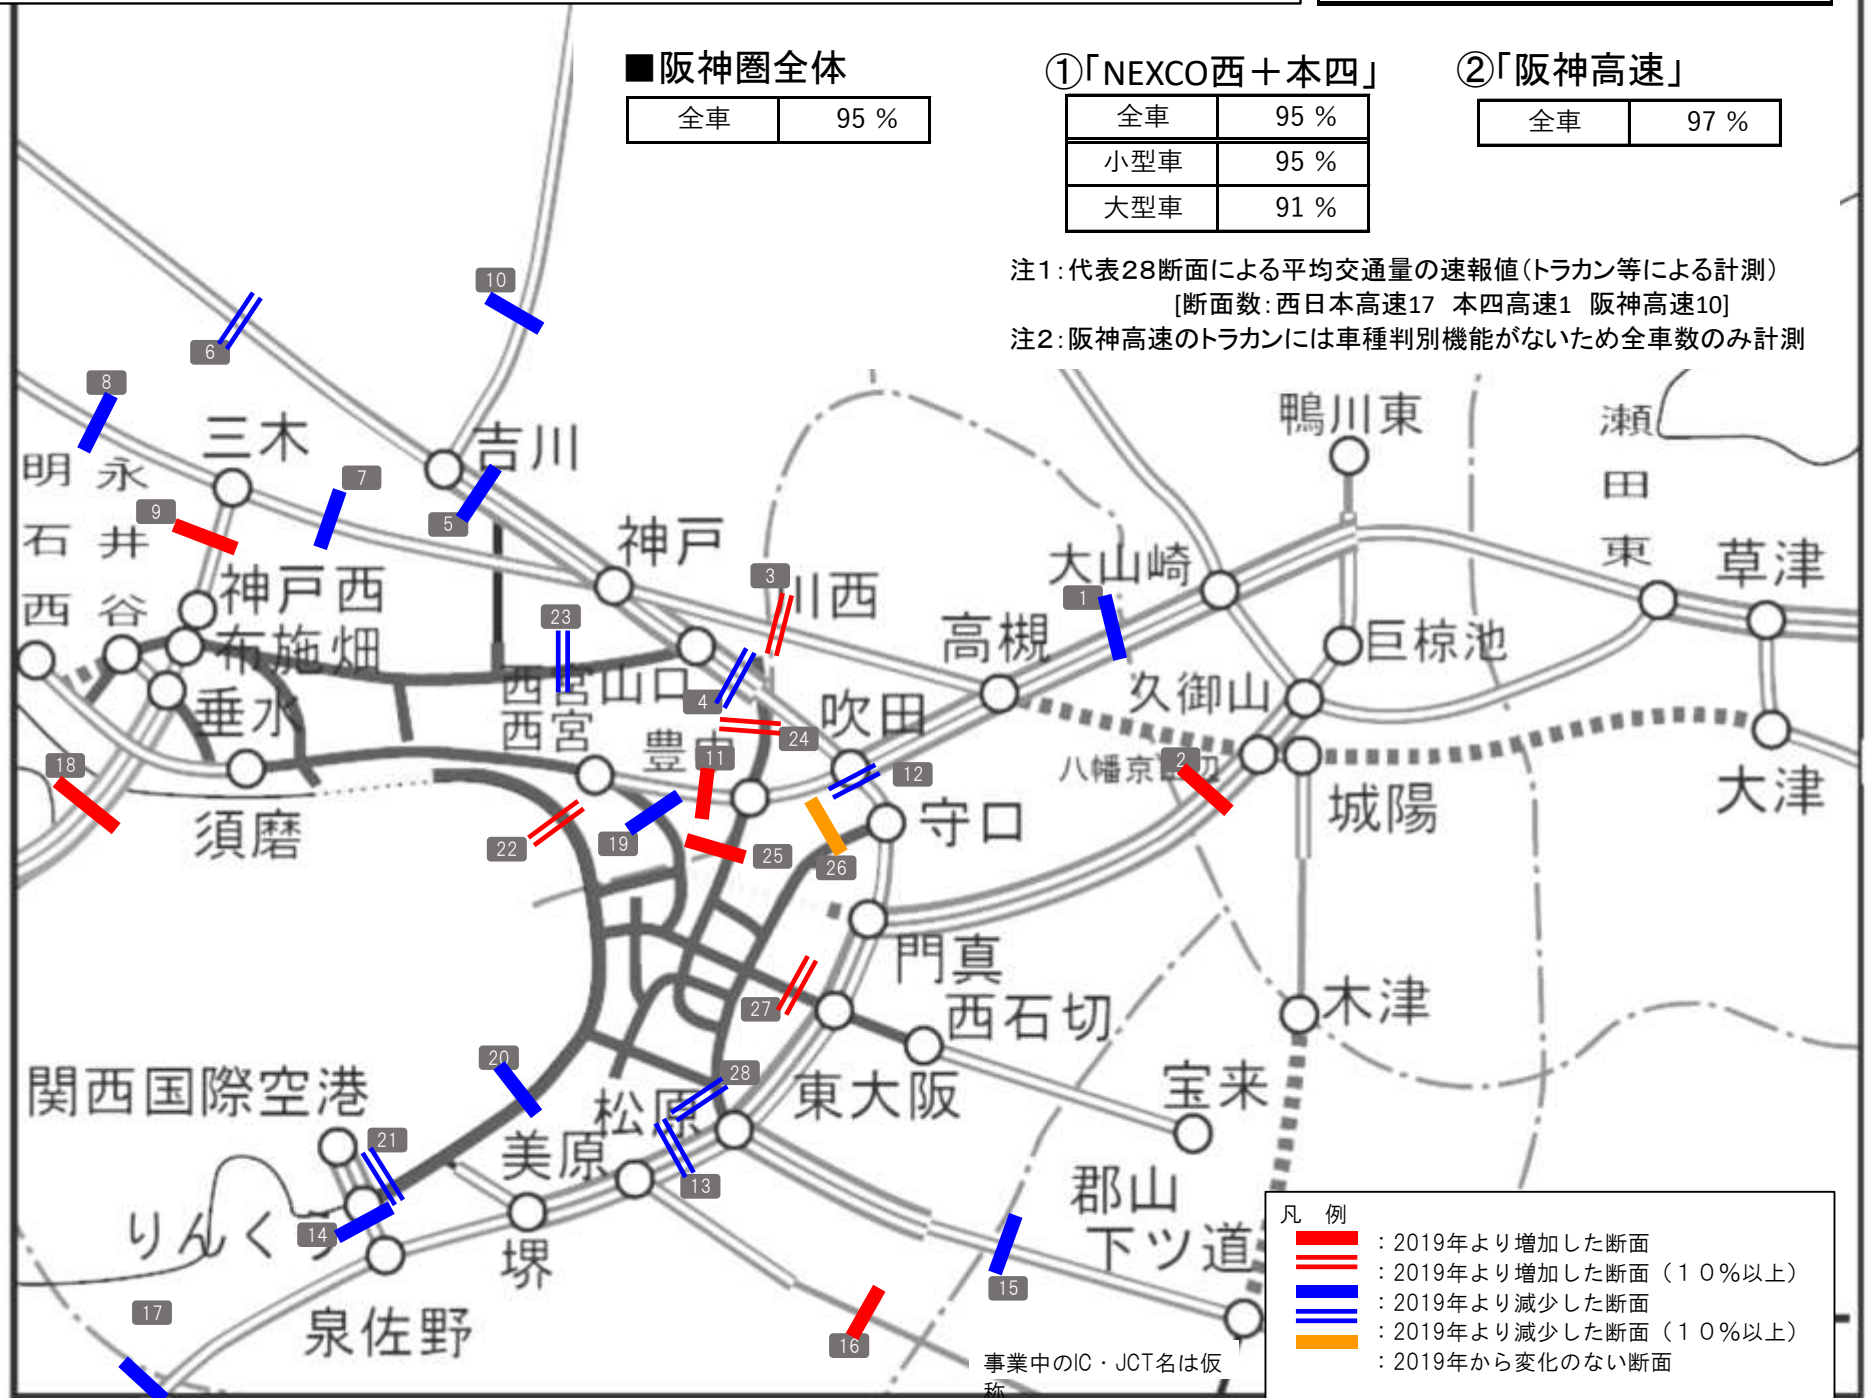 ■阪神圏全体
全車 95 %
①「NEXCO西＋本四」
全車 95 %
小型車 95 %
大型車 91 %
②「阪神高速」
全車 97 %
注1：代表28断面による平均交通量の速報値（トラカン等による計測）
[断面数：西日本高速17 本四高速1 阪神高速10]
注2：阪神高速のトラカンには車種判別機能がないため全車数のみ計測
10
6
8
三木
吉川
鴨川東
瀬田東
明石西
永井谷
7
9
5
神戸
大山崎
草津
神戸西
3
川西
1
23
高槻
巨椋池
布施畑
西宮山口
4
久御山
垂水
西宮
吹田
24
豊中
11
18
12
八幡京田辺
2
大津
須磨
守口
城陽
22
19
25
26
門真
27
西石切
木津
20
28
関西国際空港
松原
東大阪
宝来
21
美原
13
郡山
下ツ道
りんくう
14
堺
15
17
泉佐野
16
事業中のIC・JCT名は仮
称
凡 例
：2019年より増加した断面
：2019年より増加した断面（１０％以上）
：2019年より減少した断面
：2019年より減少した断面（１０％以上）
：2019年から変化のない断面